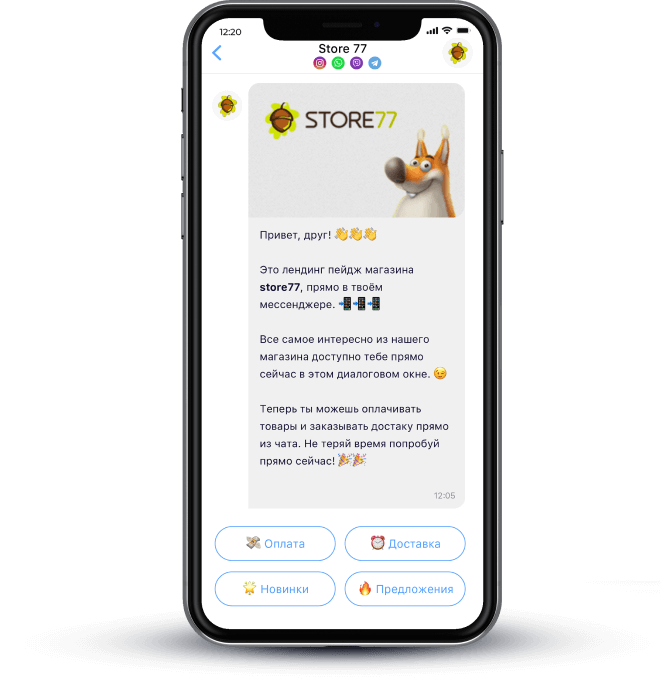 12:20
Store 77
STORE77
Привет, друг! 👋👋👋
Это лендинг пейдж магазина
store77, прямо в твоём
мессенджере. 📲📲📲
Все самое интересно из нашего
магазина доступно тебе прямо
сейчас в этом диалоговом окне. 😉
Теперь ты можешь оплачивать
товары и заказывать достаку прямо
из чата. Не теряй время попробуй
прямо сейчас! 🎉🎉
12:05
💸 Оплата
⏰ Доставка
🌟 Новинки
🔥 Предложения